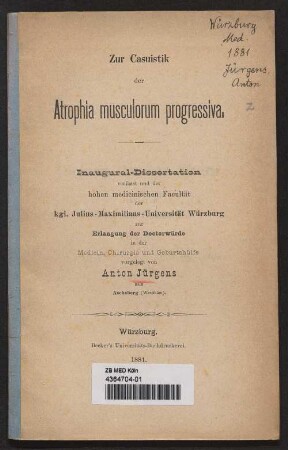 Würzburg
Med.
1881
Jürgens,
Anton
Z
Zur Casuistik
der
Atrophia musculorum progressiva.
Inaugural-Dissertation
verfasst und der
hohen medicinischen Facultät
der
kgl. Julius-Maximilians-Universität Würzburg
zur
Erlangung der Doctorwürde
in der
Medicin, Chirurgie und Geburtshülfe
vorgelegt von
Anton Jürgens
aus
Würzburg.
Becker's Universitäts-Buchdruckerei.
1881.
ZB MED Köln
4364704-01